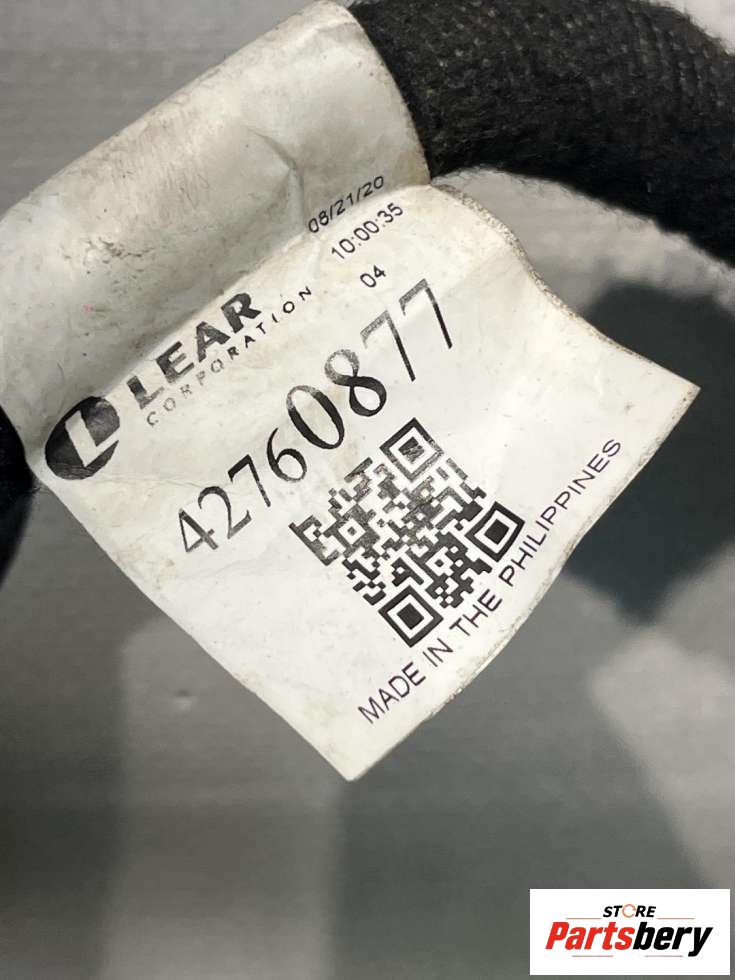 08/21/20
10:00:35
04
L LEAR
CORPORATION
42760877
MADE IN THE PHILIPPINES
STORE
Partsbery